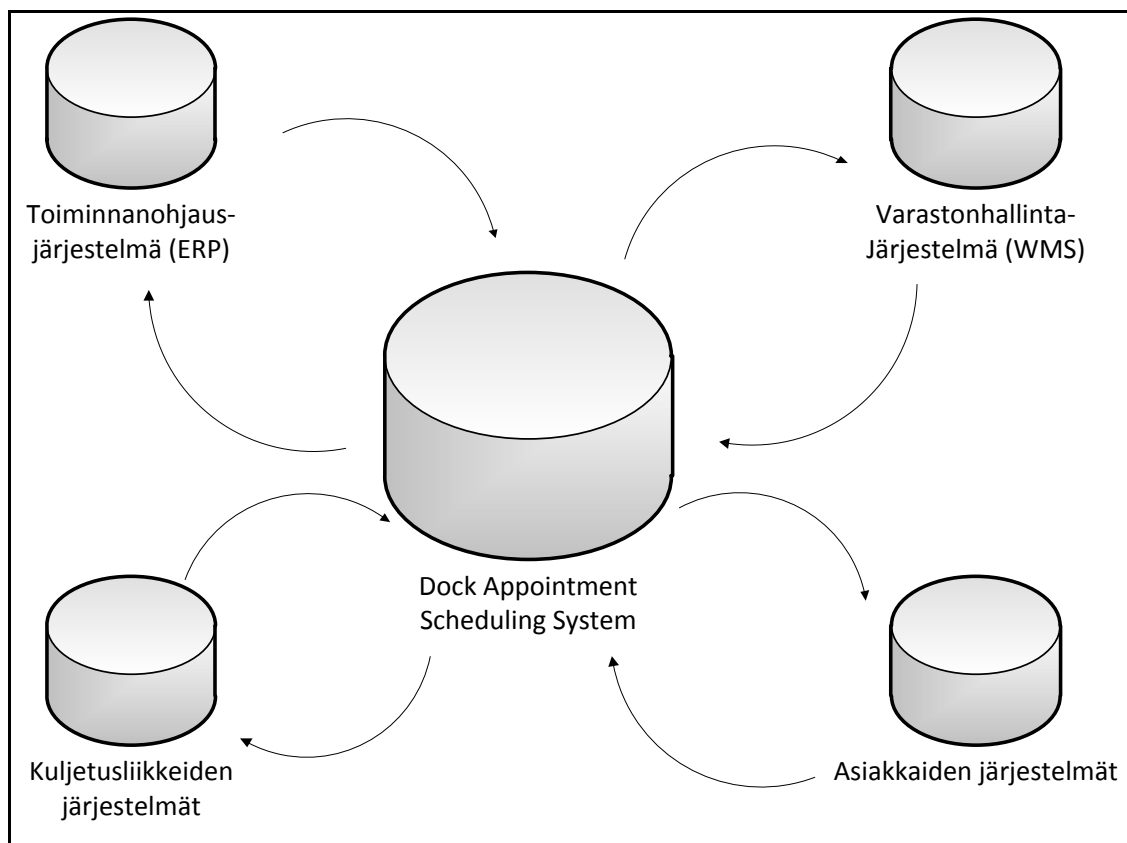 Toiminnanohjaus-
järjestelmä (ERP)
Varastonhallinta-
Järjestelmä (WMS)
Dock Appointment
Scheduling System
Kuljetusliikkeiden
järjestelmät
Asiakkaiden järjestelmät